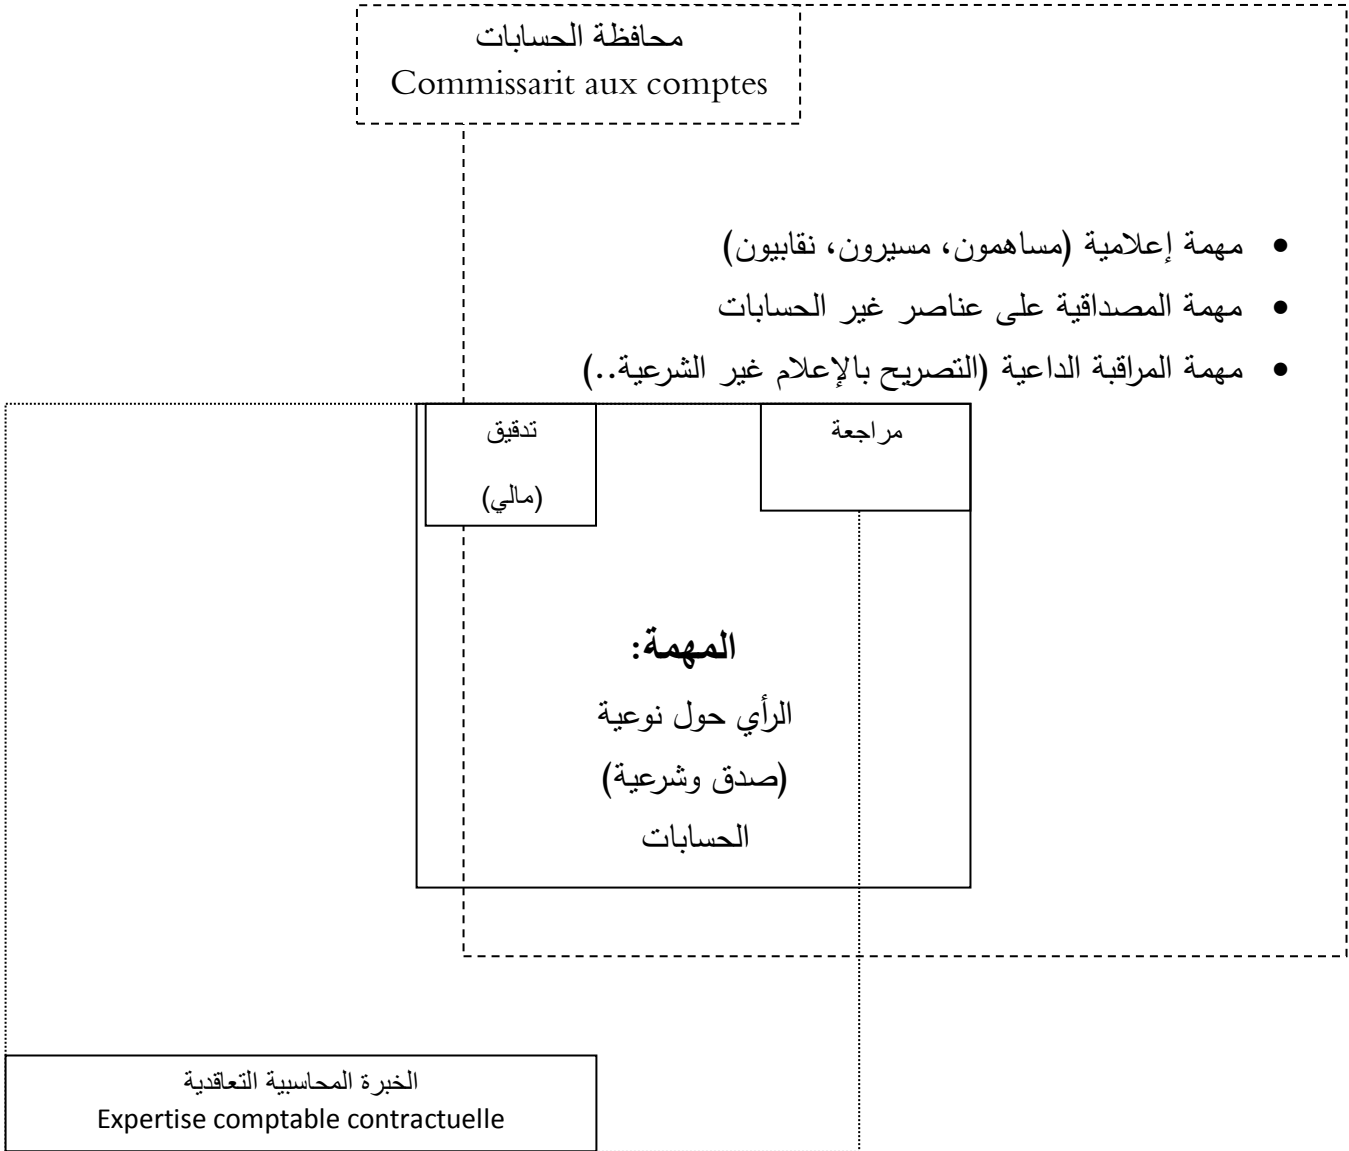 محافظة الحسابات
Commissarit aux comptes
مهمة إعلامية (مساهمون، مسيرون، نقابيون)
مهمة المصداقية على عناصر غير الحسابات
مهمة المراقبة الداعية (التصريح بالإعلام غير الشرعية..)
مراجعة
تدقيق
(مالي)
المهمة:
الرأي حول نوعية
(صدق وشرعية)
الحسابات
الخبرة المحاسبية التعاقدية
Expertise comptable contractuelle